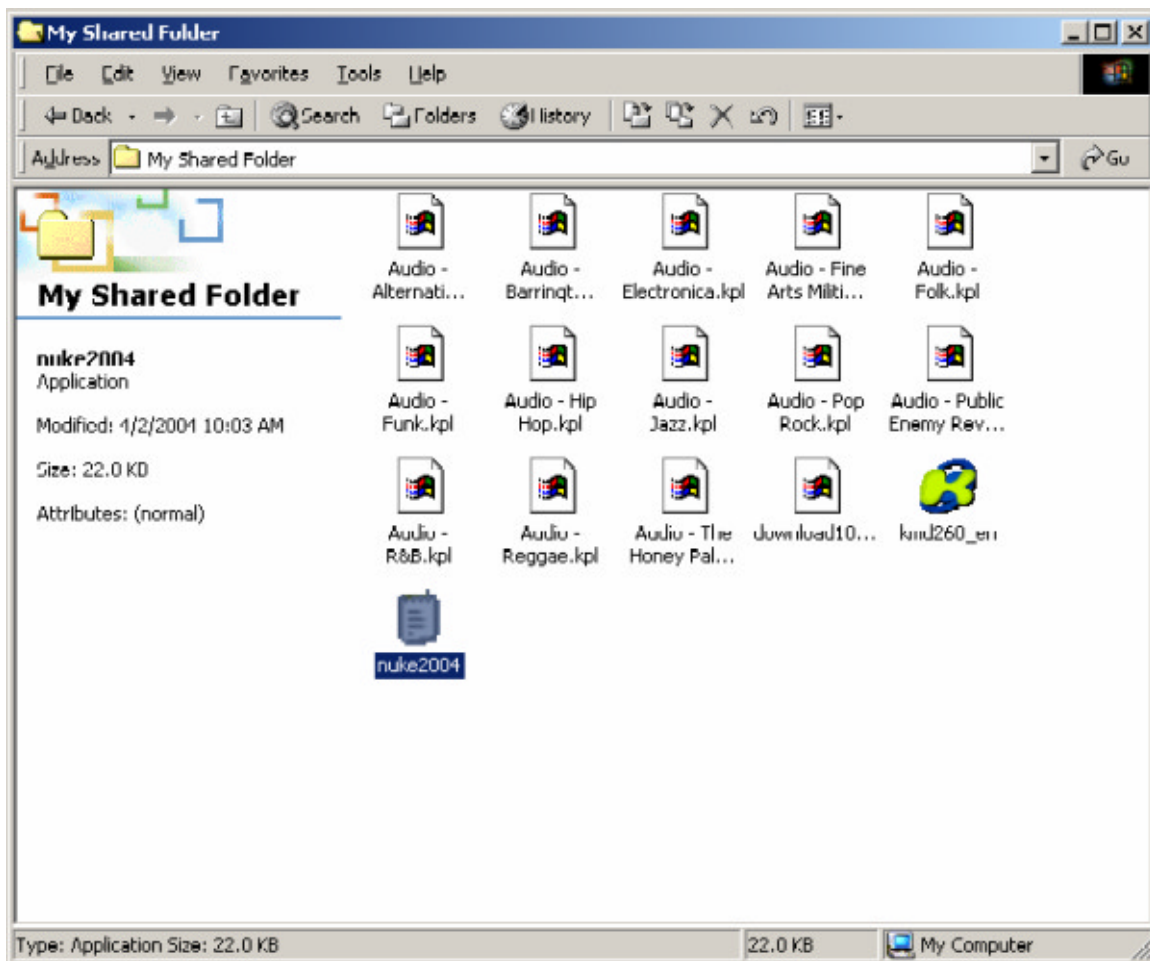 My Shared Folder
File Edit View Favorites Tools Help
Back Search Folders History
Address My Shared Folder Go
My Shared Folder
nuke2004
Application
Modified: 4/2/2004 10:03 AM
Size: 22.0 KB
Attributes: (normal)
Audio - Alternati...
Audio - Barringt...
Audio - Electronica.kpl
Audio - Fine Arts Militi...
Audio - Folk.kpl
Audio - Funk.kpl
Audio - Hip Hop.kpl
Audio - Jazz.kpl
Audio - Pop Rock.kpl
Audio - Public Enemy Rev...
Audio - R&B.kpl
Audio - Reggae.kpl
Audio - The Honey Pal...
download10...
kmd260_en
nuke2004
Type: Application Size: 22.0 KB 22.0 KB My Computer